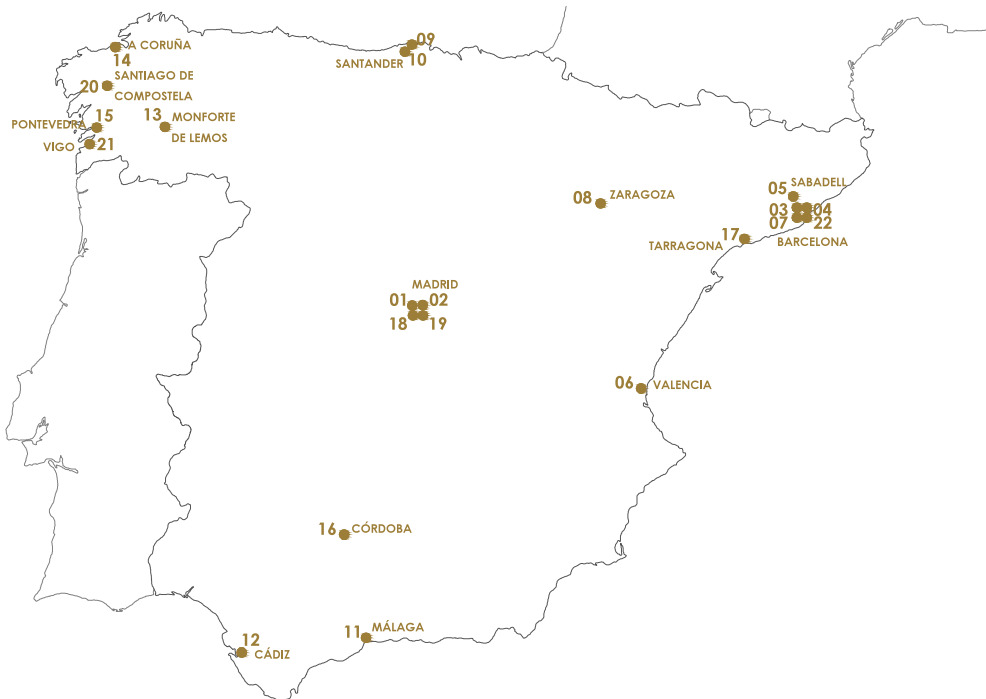 09
A CORUÑA
14
SANTANDER
10
20
SANTIAGO DE
COMPOSTELA
15
PONTEVEDRA
13
MONFORTE
DE LEMOS
VIGO
21
05
SABADELL
08
ZARAGOZA
03
04
07
22
17
TARRAGONA
BARCELONA
MADRID
01
02
18
19
06
VALENCIA
16
CÓRDOBA
11
MÁLAGA
12
CÁDIZ